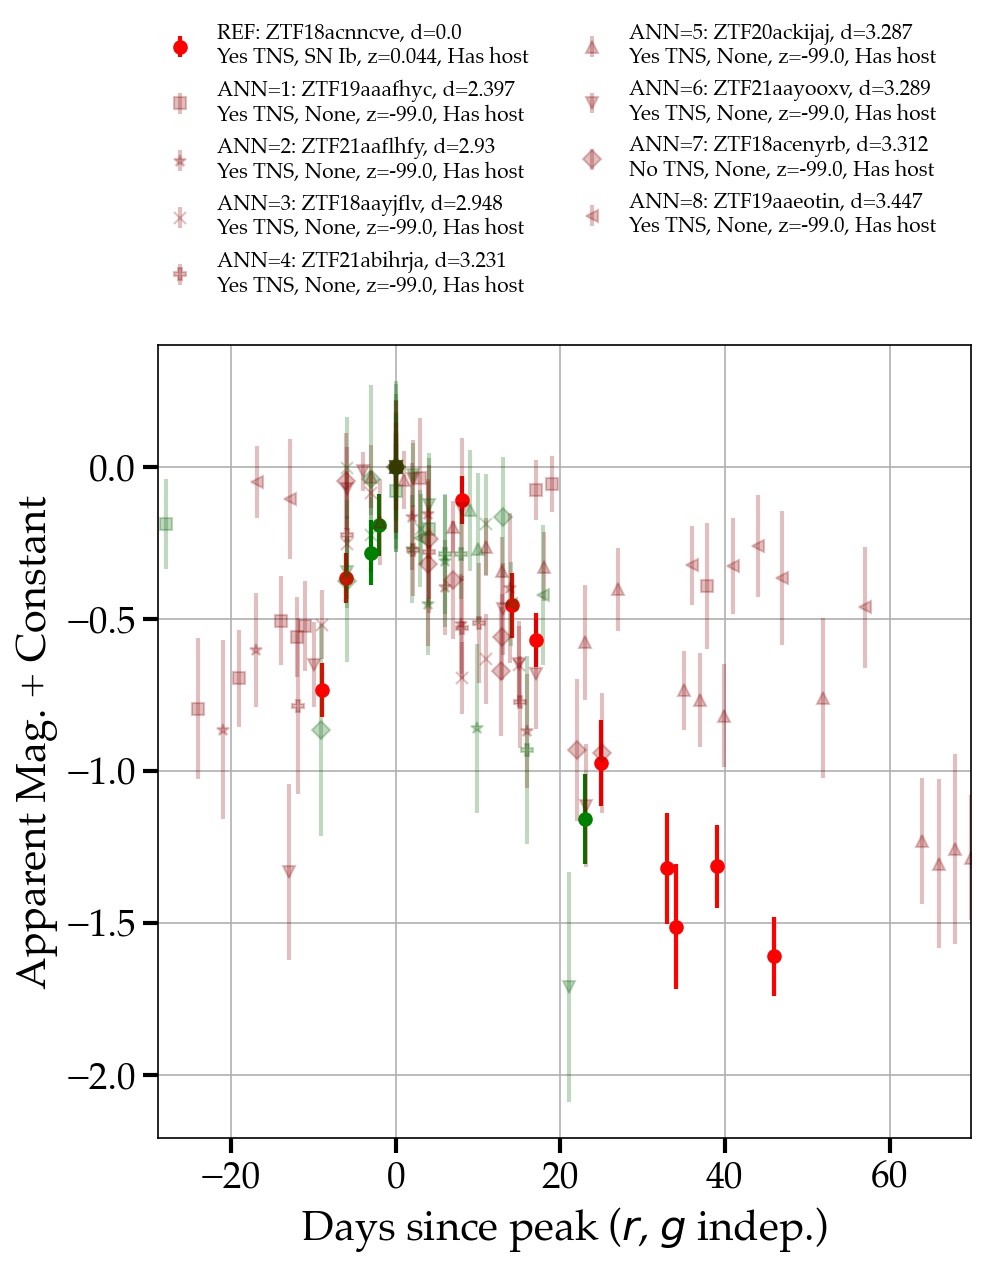 REF: ZTF18acnncve, d=0.0
Yes TNS, SN Ib, z=0.044, Has host
ANN=1: ZTF19aaafhyc, d=2.397
Yes TNS, None, z=-99.0, Has host
ANN=2: ZTF21aaflhfy, d=2.93
Yes TNS, None, z=-99.0, Has host
ANN=3: ZTF18aayjflv, d=2.948
Yes TNS, None, z=-99.0, Has host
ANN=4: ZTF21abihrja, d=3.231
Yes TNS, None, z=-99.0, Has host
ANN=5: ZTF20ackijaj, d=3.287
Yes TNS, None, z=-99.0, Has host
ANN=6: ZTF21aayooxv, d=3.289
Yes TNS, None, z=-99.0, Has host
ANN=7: ZTF18acenyrb, d=3.312
No TNS, None, z=-99.0, Has host
ANN=8: ZTF19aaeotin, d=3.447
Yes TNS, None, z=-99.0, Has host
Apparent Mag. + Constant
0.0
−0.5
−1.0
−1.5
−2.0
−20 0 20 40 60
Days since peak (r, g indep.)